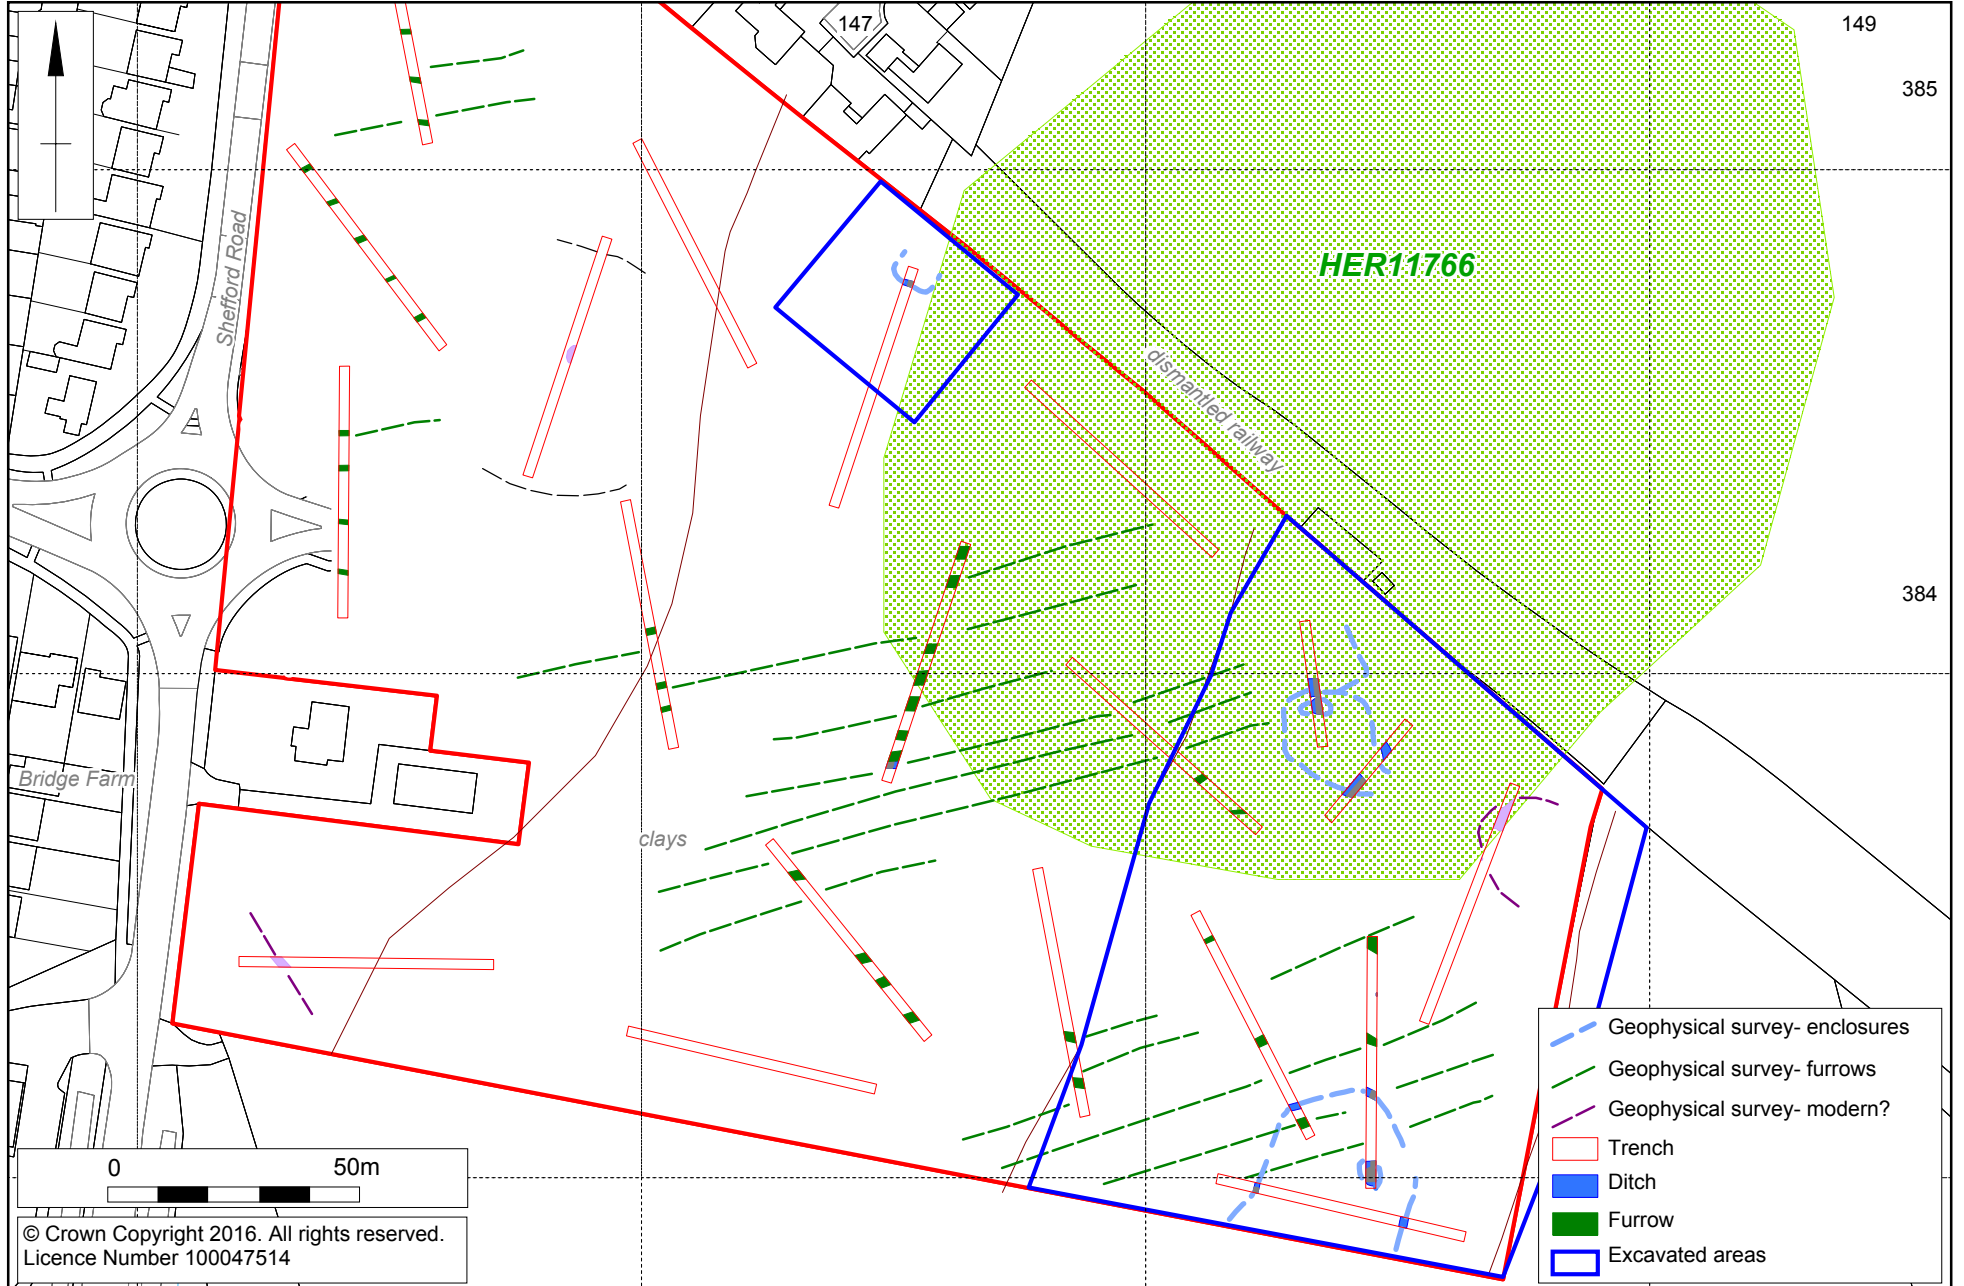 147
149
385
Shefford Road
HER11766
dismantled railway
384
Bridge Farm
clays
0 50m
© Crown Copyright 2016. All rights reserved.
Licence Number 100047514
Geophysical survey- enclosures
Geophysical survey- furrows
Geophysical survey- modern?
Trench
Ditch
Furrow
Excavated areas